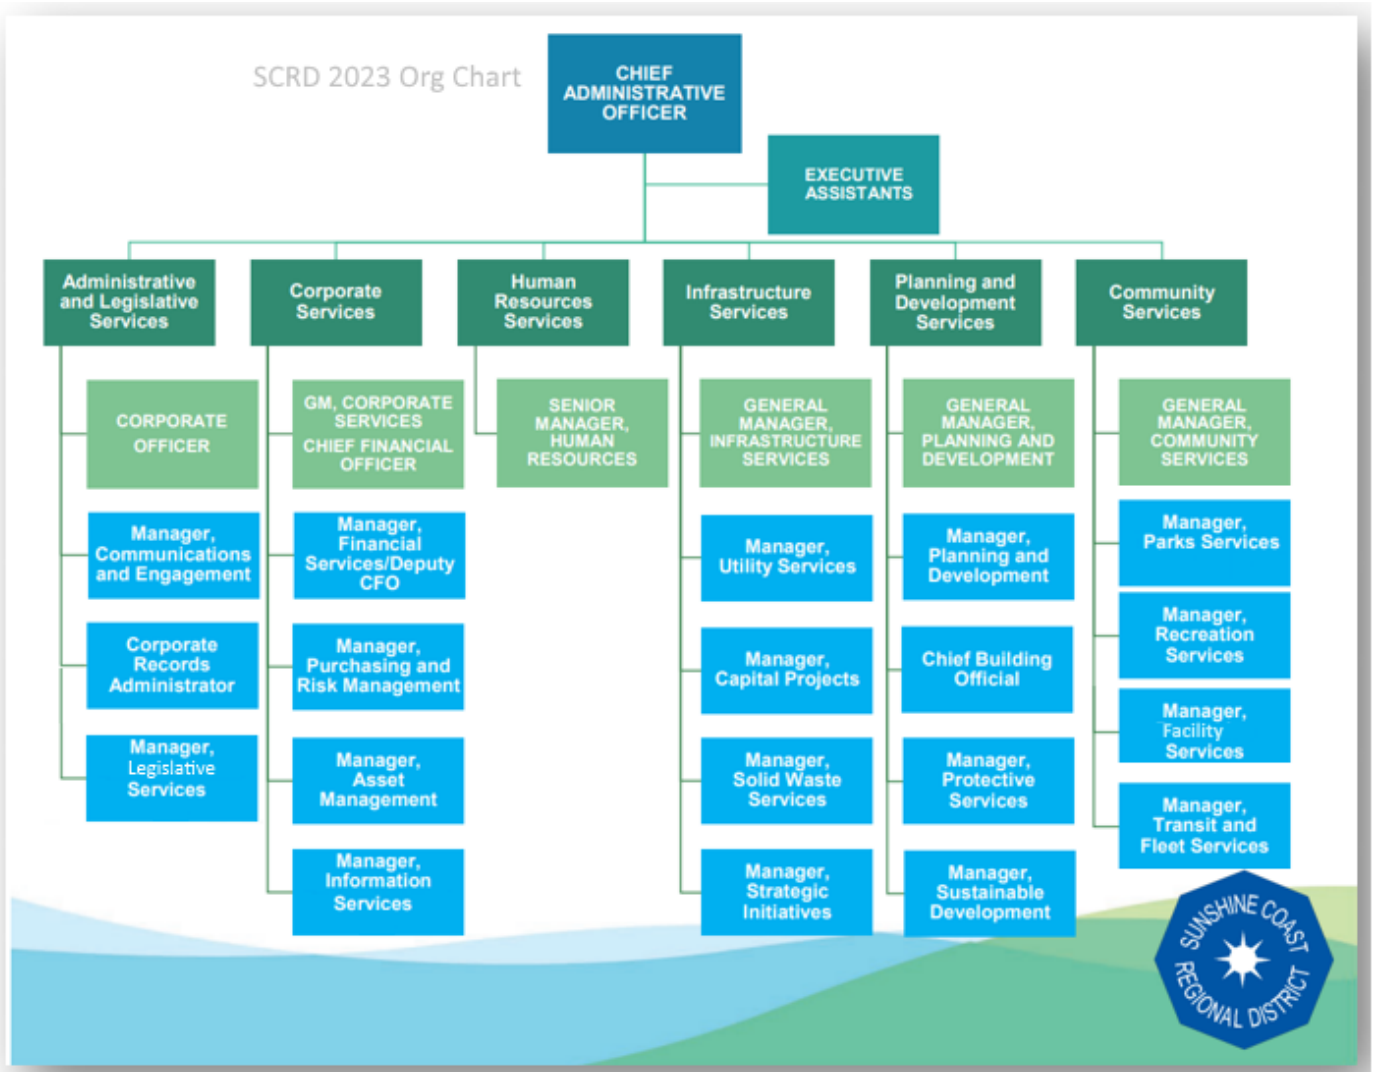 SCRD 2023 Org Chart
CHIEF
ADMINISTRATIVE
OFFICER
EXECUTIVE
ASSISTANTS
Administrative
and Legislative
Services
Corporate
Services
Human
Resources
Services
Infrastructure
Services
Planning and
Development
Services
Community
Services
CORPORATE
OFFICER
GM, CORPORATE
SERVICES
CHIEF FINANCIAL
OFFICER
SENIOR
MANAGER,
HUMAN
RESOURCES
GENERAL
MANAGER,
INFRASTRUCTURE
SERVICES
GENERAL
MANAGER,
PLANNING AND
DEVELOPMENT
GENERAL
MANAGER,
COMMUNITY
SERVICES
Manager,
Communications
and Engagement
Manager,
Financial
Services/Deputy
CFO
Manager,
Utility Services
Manager,
Planning and
Development
Manager,
Parks Services
Corporate
Records
Administrator
Manager,
Purchasing and
Risk Management
Manager,
Capital Projects
Chief Building
Official
Manager,
Recreation
Services
Manager,
Legislative
Services
Manager,
Asset
Management
Manager,
Solid Waste
Services
Manager,
Protective
Services
Manager,
Facility
Services
Manager,
Information
Services
Manager,
Strategic
Initiatives
Manager,
Sustainable
Development
Manager,
Transit and
Fleet Services
SUNSHINE COAST
REGIONAL DISTRICT